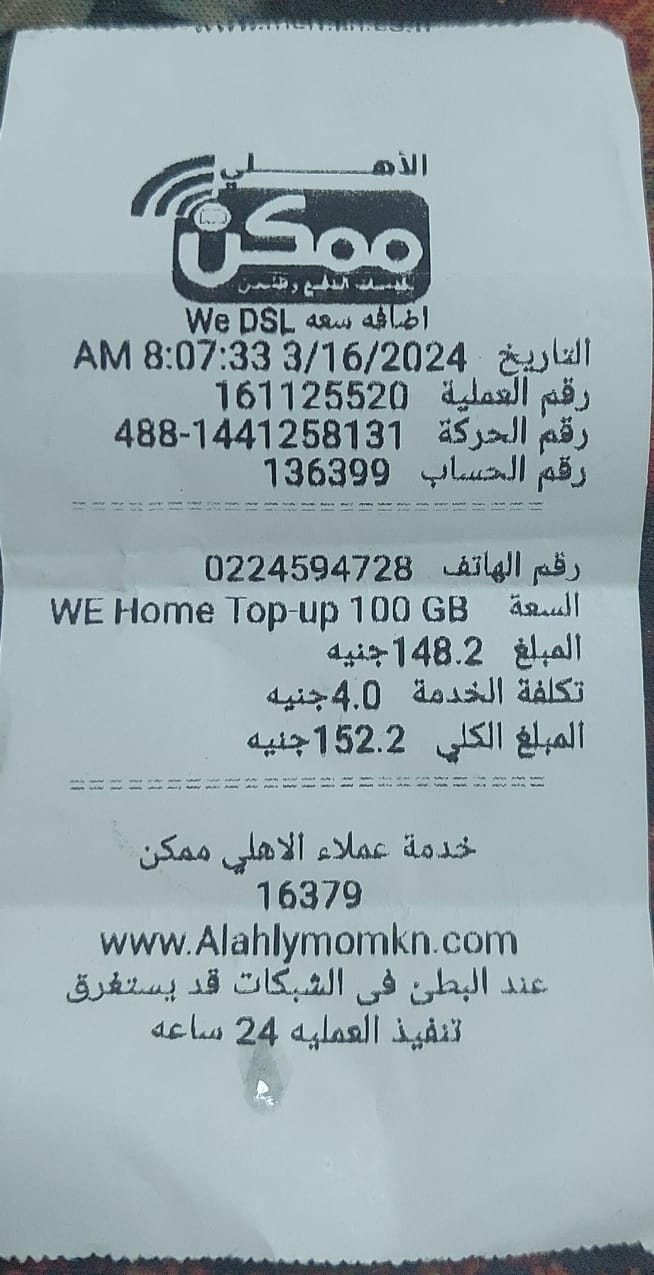 الأهلي
ممكن
لخدمات الدفع والتحصيل
اضافه سعه We DSL
التاريخ 3/16/2024 8:07:33 AM
رقم العملية 161125520
رقم الحركة 488-1441258131
رقم الحساب 136399
رقم الهاتف 0224594728
السعة WE Home Top-up 100 GB
المبلغ 148.2جنيه
تكلفة الخدمة 4.0جنيه
المبلغ الكلي 152.2جنيه
خدمة عملاء الاهلي ممكن
16379
www.Alahlymomkn.com
عند البطئ فى الشبكات قد يستغرق
تنفيذ العمليه 24 ساعه